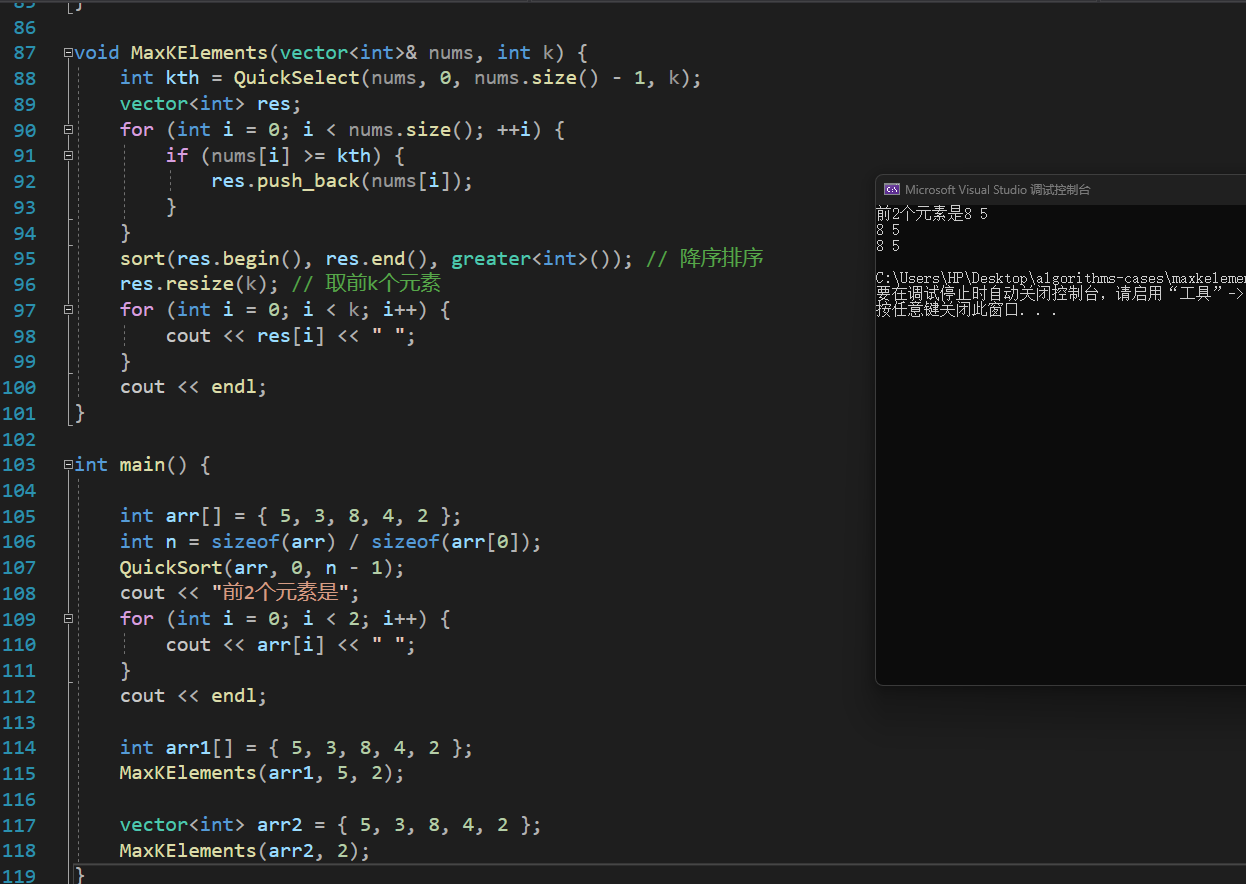 86
87 void MaxKElements(vector<int>& nums, int k) {
88 int kth = QuickSelect(nums, 0, nums.size() - 1, k);
89 vector<int> res;
90 for (int i = 0; i < nums.size(); ++i) {
91 if (nums[i] >= kth) {
92 res.push_back(nums[i]);
93 }
94 }
95 sort(res.begin(), res.end(), greater<int>()); // 降序排序
96 res.resize(k); // 取前k个元素
97 for (int i = 0; i < k; i++) {
98 cout << res[i] << " ";
99 }
100 cout << endl;
101 }
102
103 int main() {
104
105 int arr[] = { 5, 3, 8, 4, 2 };
106 int n = sizeof(arr) / sizeof(arr[0]);
107 QuickSort(arr, 0, n - 1);
108 cout << "前2个元素是";
109 for (int i = 0; i < 2; i++) {
110 cout << arr[i] << " ";
111 }
112 cout << endl;
113
114 int arr1[] = { 5, 3, 8, 4, 2 };
115 MaxKElements(arr1, 5, 2);
116
117 vector<int> arr2 = { 5, 3, 8, 4, 2 };
118 MaxKElements(arr2, 2);
119 }
Microsoft Visual Studio 调试控制台
前2个元素是8 5
8 5
8 5
C:\Users\HP\Desktop\algorithms-cases\maxkelemen
要在调试停止时自动关闭控制台，请启用“工具”->
按任意键关闭此窗口. . .